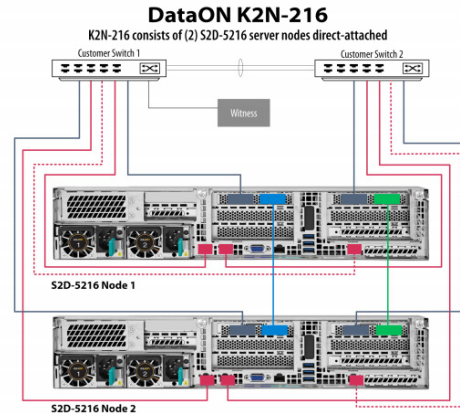 DataON K2N-216
K2N-216 consists of (2) S2D-5216 server nodes direct-attached
Customer Switch 1
Customer Switch 2
Witness
S2D-5216 Node 1
S2D-5216 Node 2